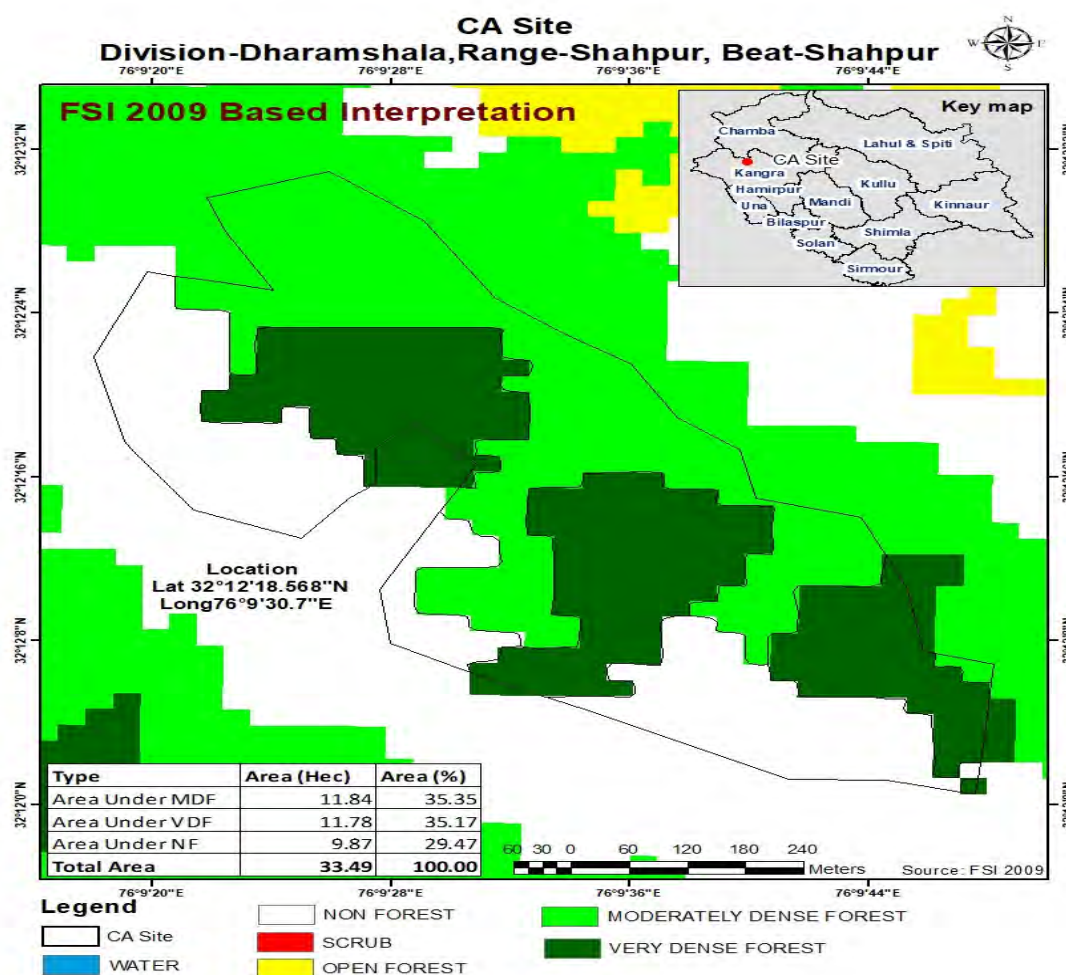 CA Site
Division-Dharamshala,Range-Shahpur, Beat-Shahpur
N
W E
S
76°9'20"E 76°9'28"E 76°9'36"E 76°9'44"E
FSI 2009 Based Interpretation
Key map
Chamba
Lahul & Spiti
CA Site
Kangra
Kullu
Hamirpur
Mandi
Kinnaur
Una
Bilaspur
Shimla
Solan
Sirmour
32°12'32"N
32°12'24"N
32°12'16"N
32°12'8"N
32°12'0"N
Location
Lat 32°12'18.568"N
Long76°9'30.7"E
Type Area (Hec) Area (%)
Area Under MDF 11.84 35.35
Area Under VDF 11.78 35.17
Area Under NF 9.87 29.47
Total Area 33.49 100.00
60 30 0 60 120 180 240
Meters
Source: FSI 2009
76°9'20"E 76°9'28"E 76°9'36"E 76°9'44"E
Legend
CA Site
WATER
NON FOREST
SCRUB
OPEN FOREST
MODERATELY DENSE FOREST
VERY DENSE FOREST